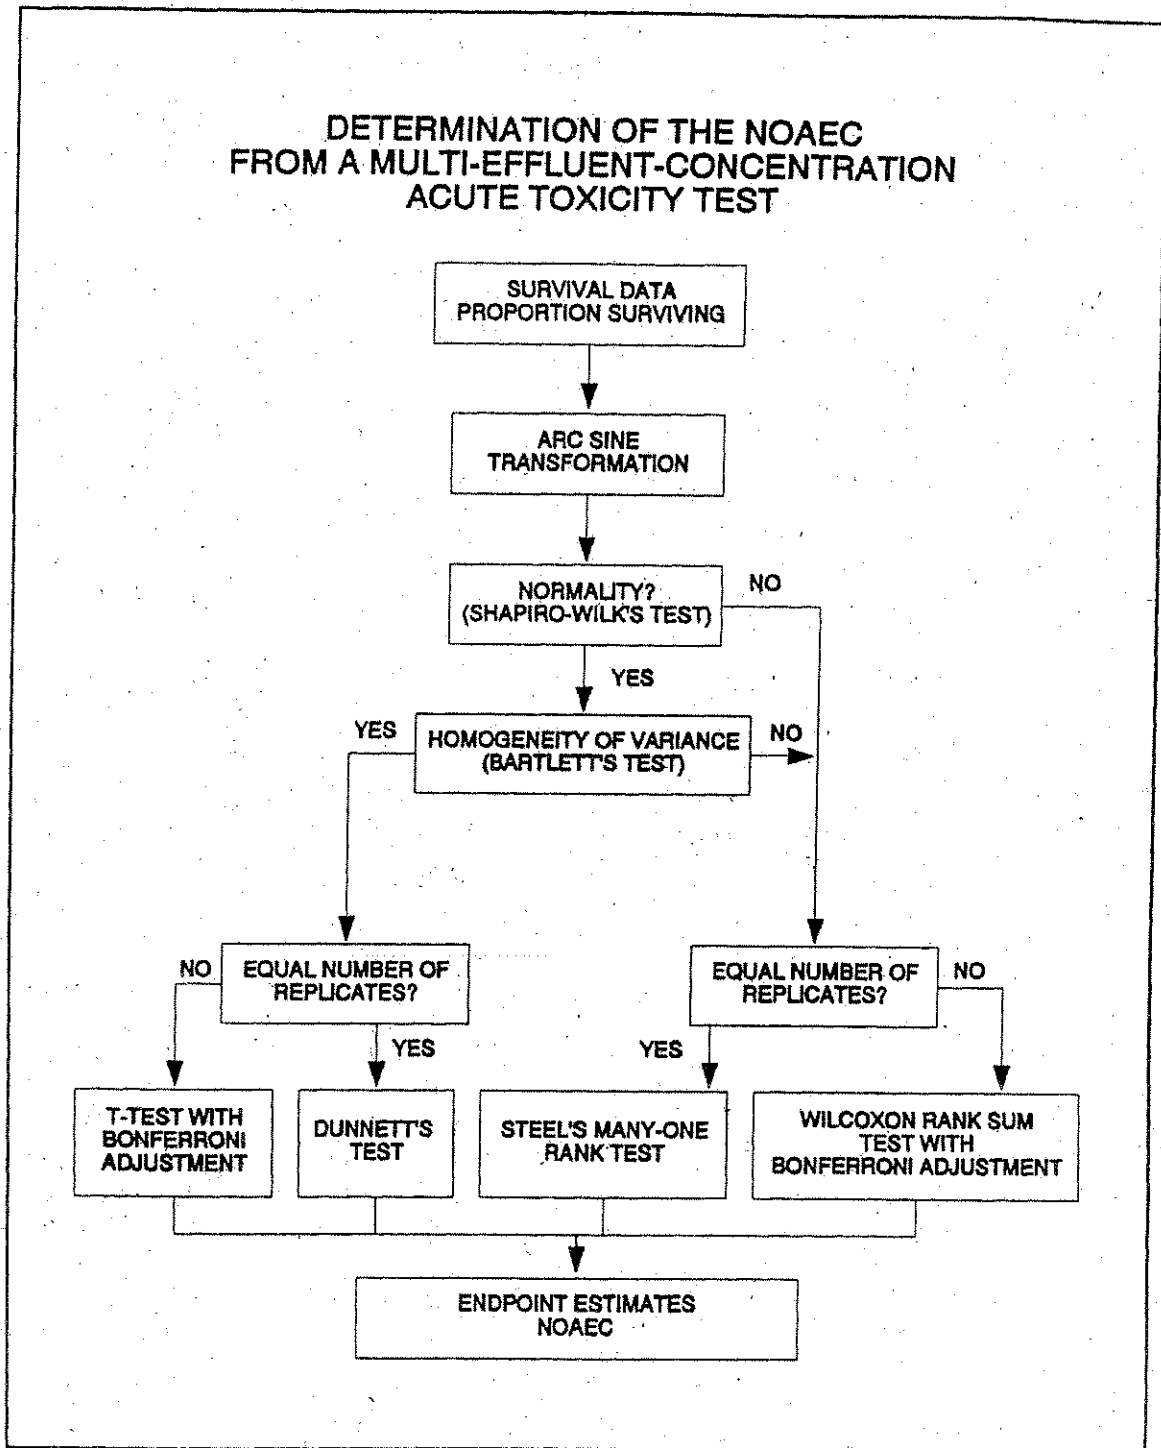 DETERMINATION OF THE NOAEC
FROM A MULTI-EFFLUENT-CONCENTRATION
ACUTE TOXICITY TEST
SURVIVAL DATA
PROPORTION SURVIVING
ARC SINE
TRANSFORMATION
NORMALITY?
(SHAPIRO-WILK'S TEST)
NO
YES
YES
HOMOGENEITY OF VARIANCE
(BARTLETT'S TEST)
NO
NO
EQUAL NUMBER OF
REPLICATES?
EQUAL NUMBER OF
REPLICATES?
NO
YES
YES
T-TEST WITH
BONFERRONI
ADJUSTMENT
DUNNETT'S
TEST
STEEL'S MANY-ONE
RANK TEST
WILCOXON RANK SUM
TEST WITH
BONFERRONI ADJUSTMENT
ENDPOINT ESTIMATES
NOAEC